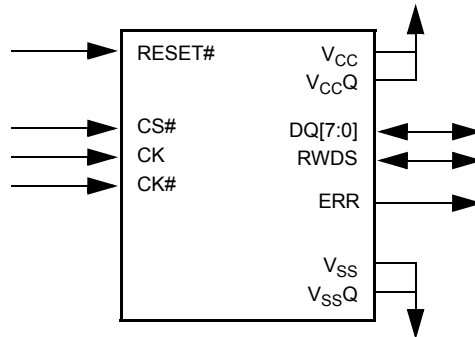 RESET#
CS#
CK
CK#
VCC
VCCQ
DQ[7:0]
RWDS
ERR
VSS
VSSQ